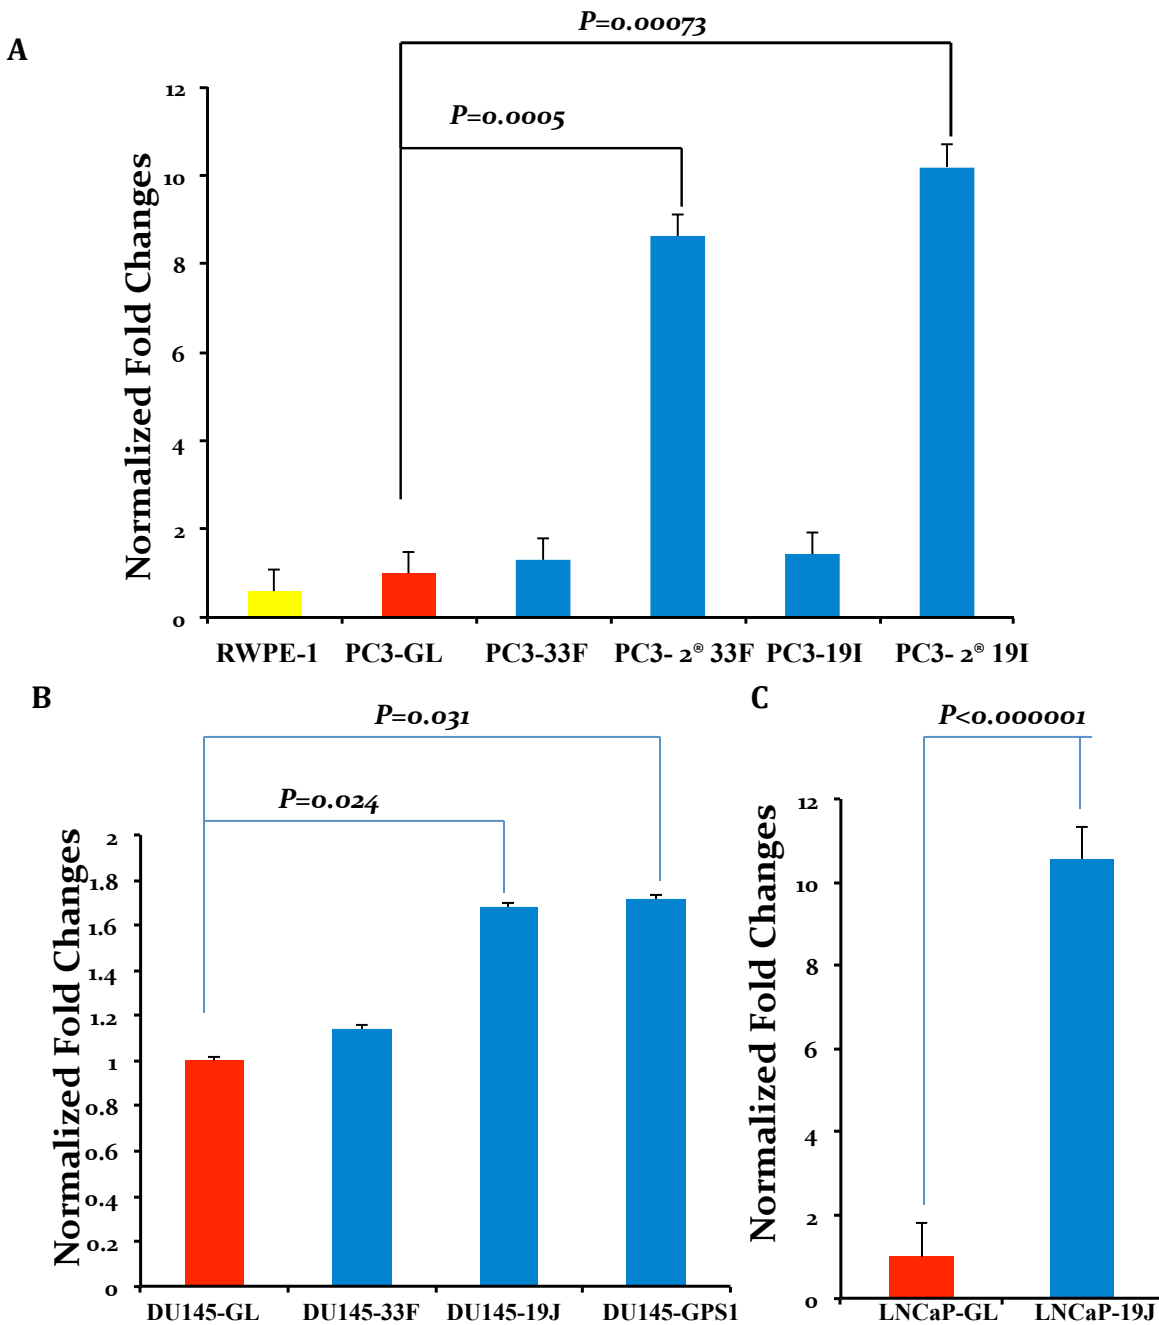 A
P=0.00073
P=0.0005
Normalized Fold Changes
12
10
8
6
4
2
0
RWPE-1 PC3-GL PC3-33F PC3- 2® 33F PC3-19I PC3- 2® 19I
B
P=0.031
P=0.024
Normalized Fold Changes
2
1.8
1.6
1.4
1.2
1
0.8
0.6
0.4
0.2
0
DU145-GL DU145-33F DU145-19J DU145-GPS1
C
P<0.000001
Normalized Fold Changes
12
10
8
6
4
2
0
LNCaP-GL LNCaP-19J